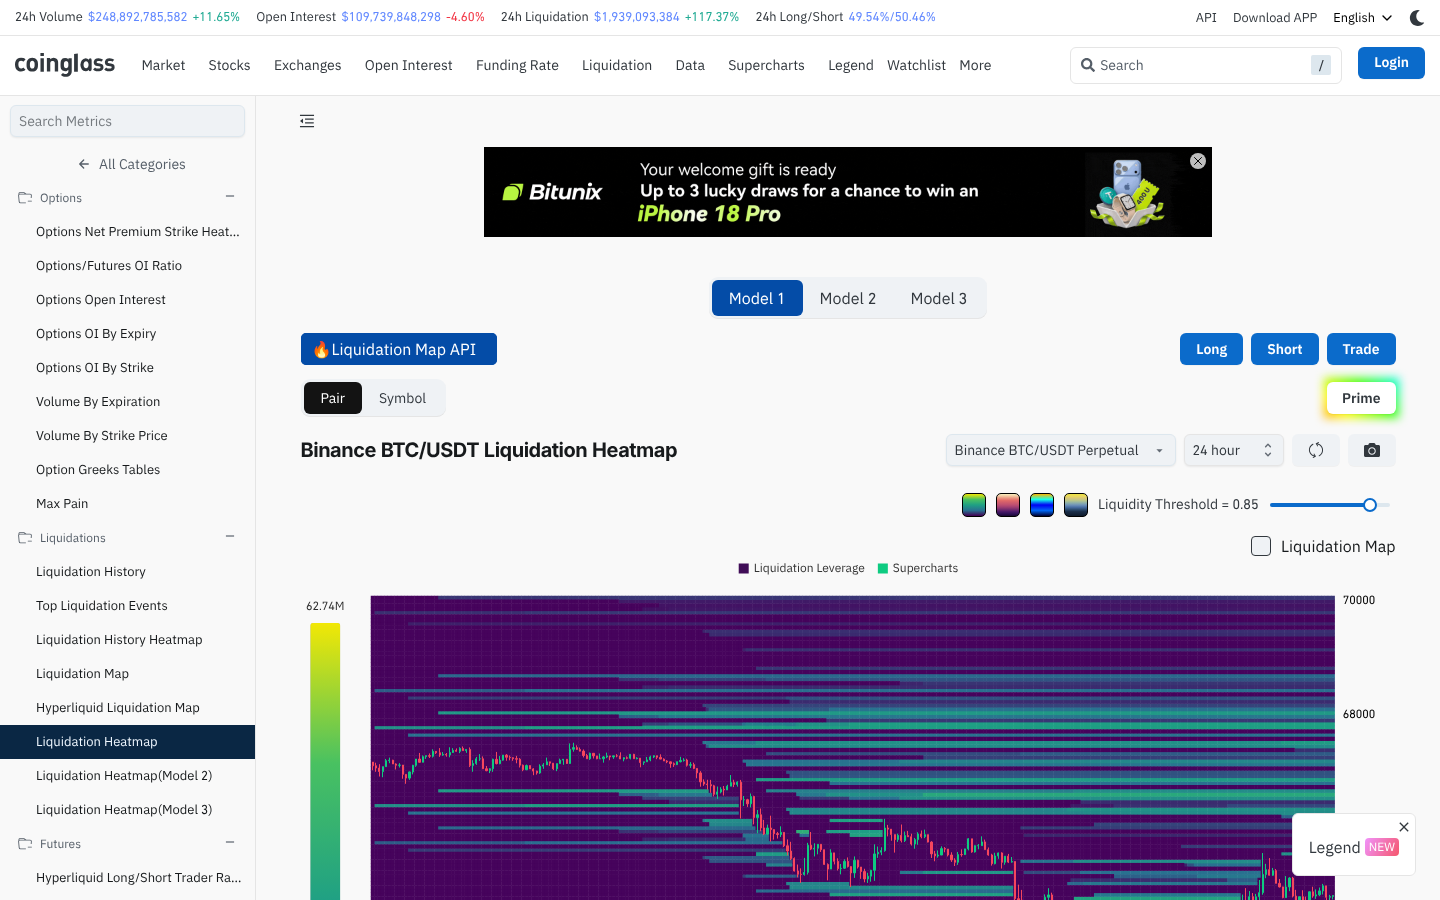 24h Volume $248,892,785,582 +11.65% Open Interest $109,739,848,298 -4.60% 24h Liquidation $1,939,093,384 +117.37% 24h Long/Short 49.54%/50.46% API Download APP English
coinglass Market Stocks Exchanges Open Interest Funding Rate Liquidation Data Supercharts Legend Watchlist More Search / Login
Search Metrics
All Categories
Options
Options Net Premium Strike Heat...
Options/Futures OI Ratio
Options Open Interest
Options OI By Expiry
Options OI By Strike
Volume By Expiration
Volume By Strike Price
Option Greeks Tables
Max Pain
Liquidations
Liquidation History
Top Liquidation Events
Liquidation History Heatmap
Liquidation Map
Hyperliquid Liquidation Map
Liquidation Heatmap
Liquidation Heatmap(Model 2)
Liquidation Heatmap(Model 3)
Futures
Hyperliquid Long/Short Trader Ra...
Bitunix
Your welcome gift is ready
Up to 3 lucky draws for a chance to win an
iPhone 18 Pro
400U
Model 1 Model 2 Model 3
🔥Liquidation Map API Long Short Trade
Pair Symbol Prime
Binance BTC/USDT Liquidation Heatmap Binance BTC/USDT Perpetual 24 hour
Liquidity Threshold = 0.85
Liquidation Map
Liquidation Leverage Supercharts
62.74M
70000
68000
Legend NEW